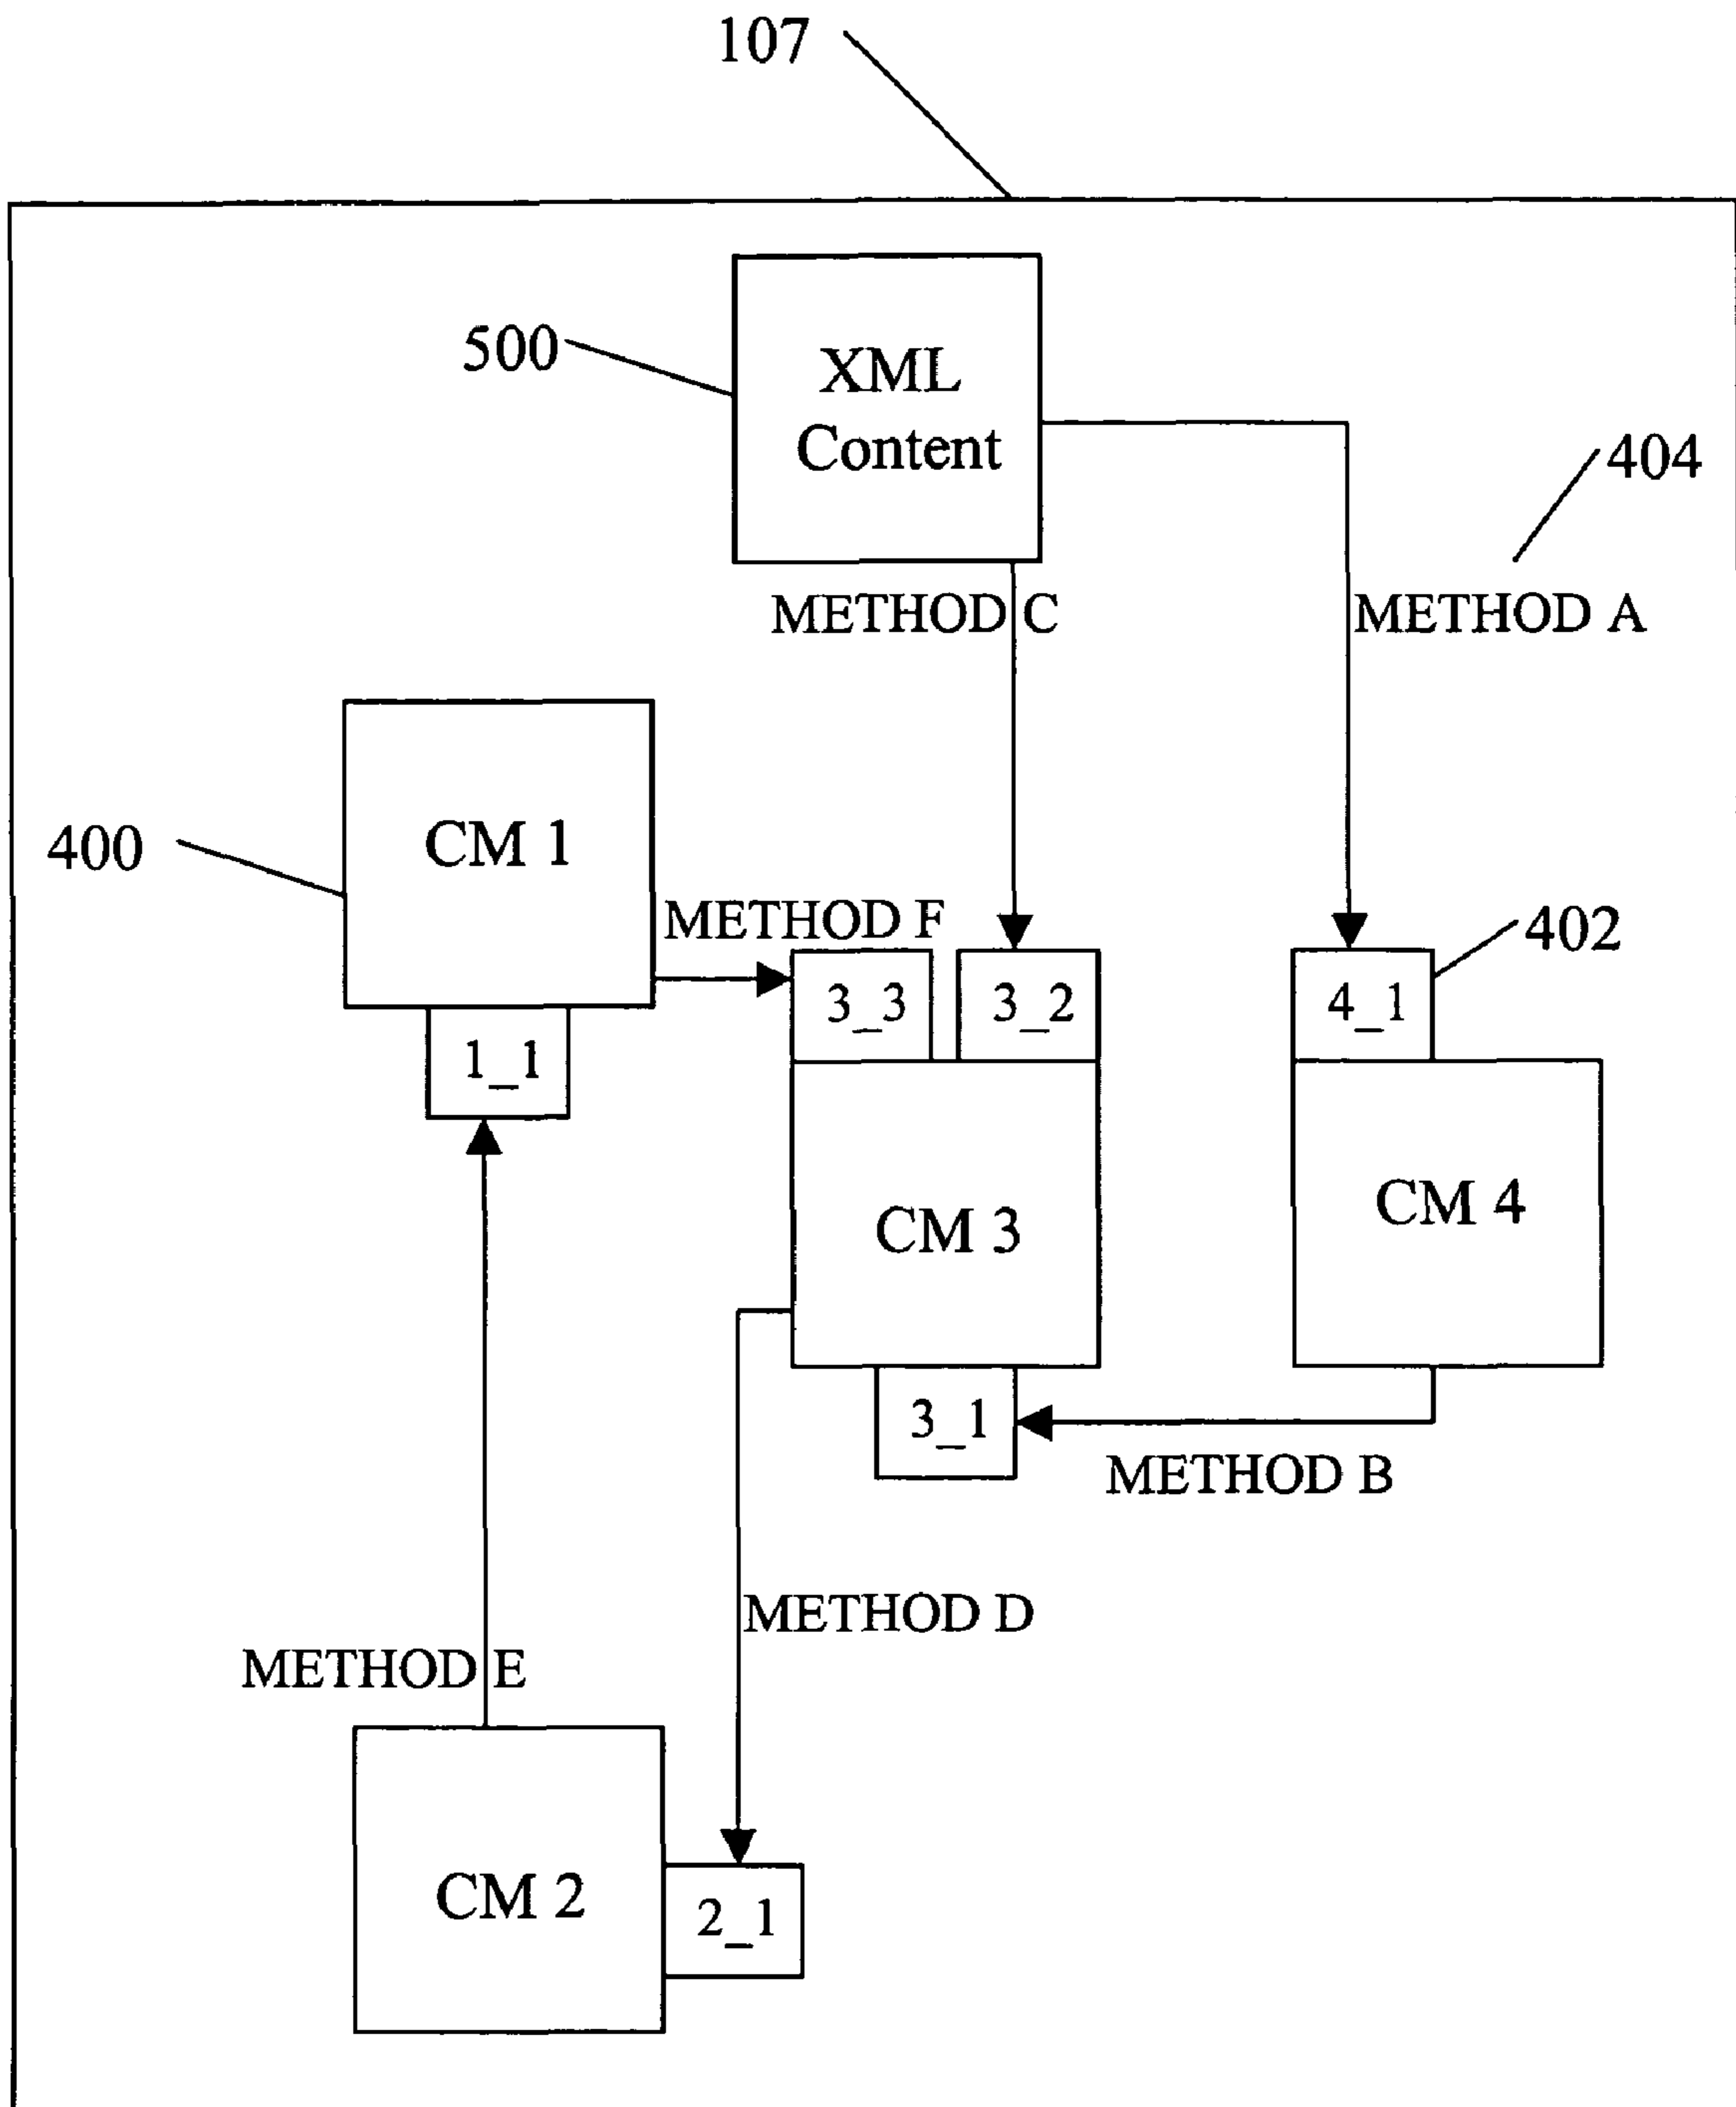 107
500
XML
Content
404
METHOD C
METHOD A
CM 1
400
METHOD F
402
3_3
3_2
4_1
1_1
CM 3
CM 4
3_1
METHOD B
METHOD D
METHOD E
CM 2
2_1